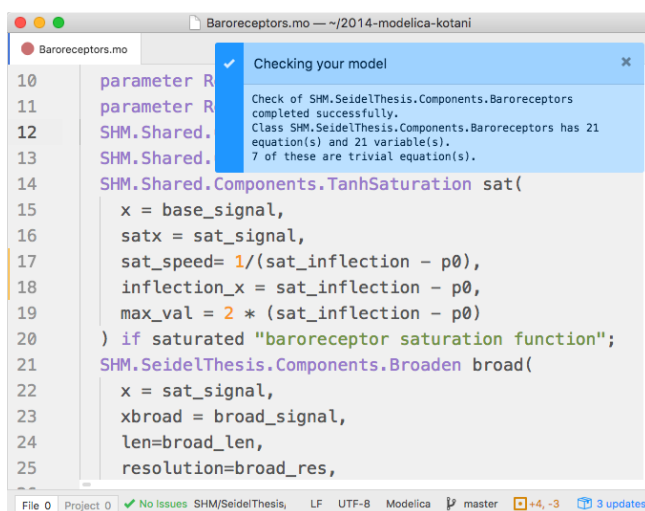 Baroreceptors.mo — ~/2014-modelica-kotani
Baroreceptors.mo
Checking your model
Check of SHM.SeidelThesis.Components.Baroreceptors
completed successfully.
Class SHM.SeidelThesis.Components.Baroreceptors has 21
equation(s) and 21 variable(s).
7 of these are trivial equation(s).
10 parameter R
11 parameter R
12 SHM.Shared.
13 SHM.Shared.
14 SHM.Shared.Components.TanhSaturation sat(
15 x = base_signal,
16 satx = sat_signal,
17 sat_speed= 1/(sat_inflection – p0),
18 inflection_x = sat_inflection – p0,
19 max_val = 2 * (sat_inflection – p0)
20 ) if saturated "baroreceptor saturation function";
21 SHM.SeidelThesis.Components.Broaden broad(
22 x = sat_signal,
23 xbroad = broad_signal,
24 len=broad_len,
25 resolution=broad_res,
File 0 Project 0 No Issues SHM/SeidelThesis, LF UTF-8 Modelica master +4, -3 3 updates